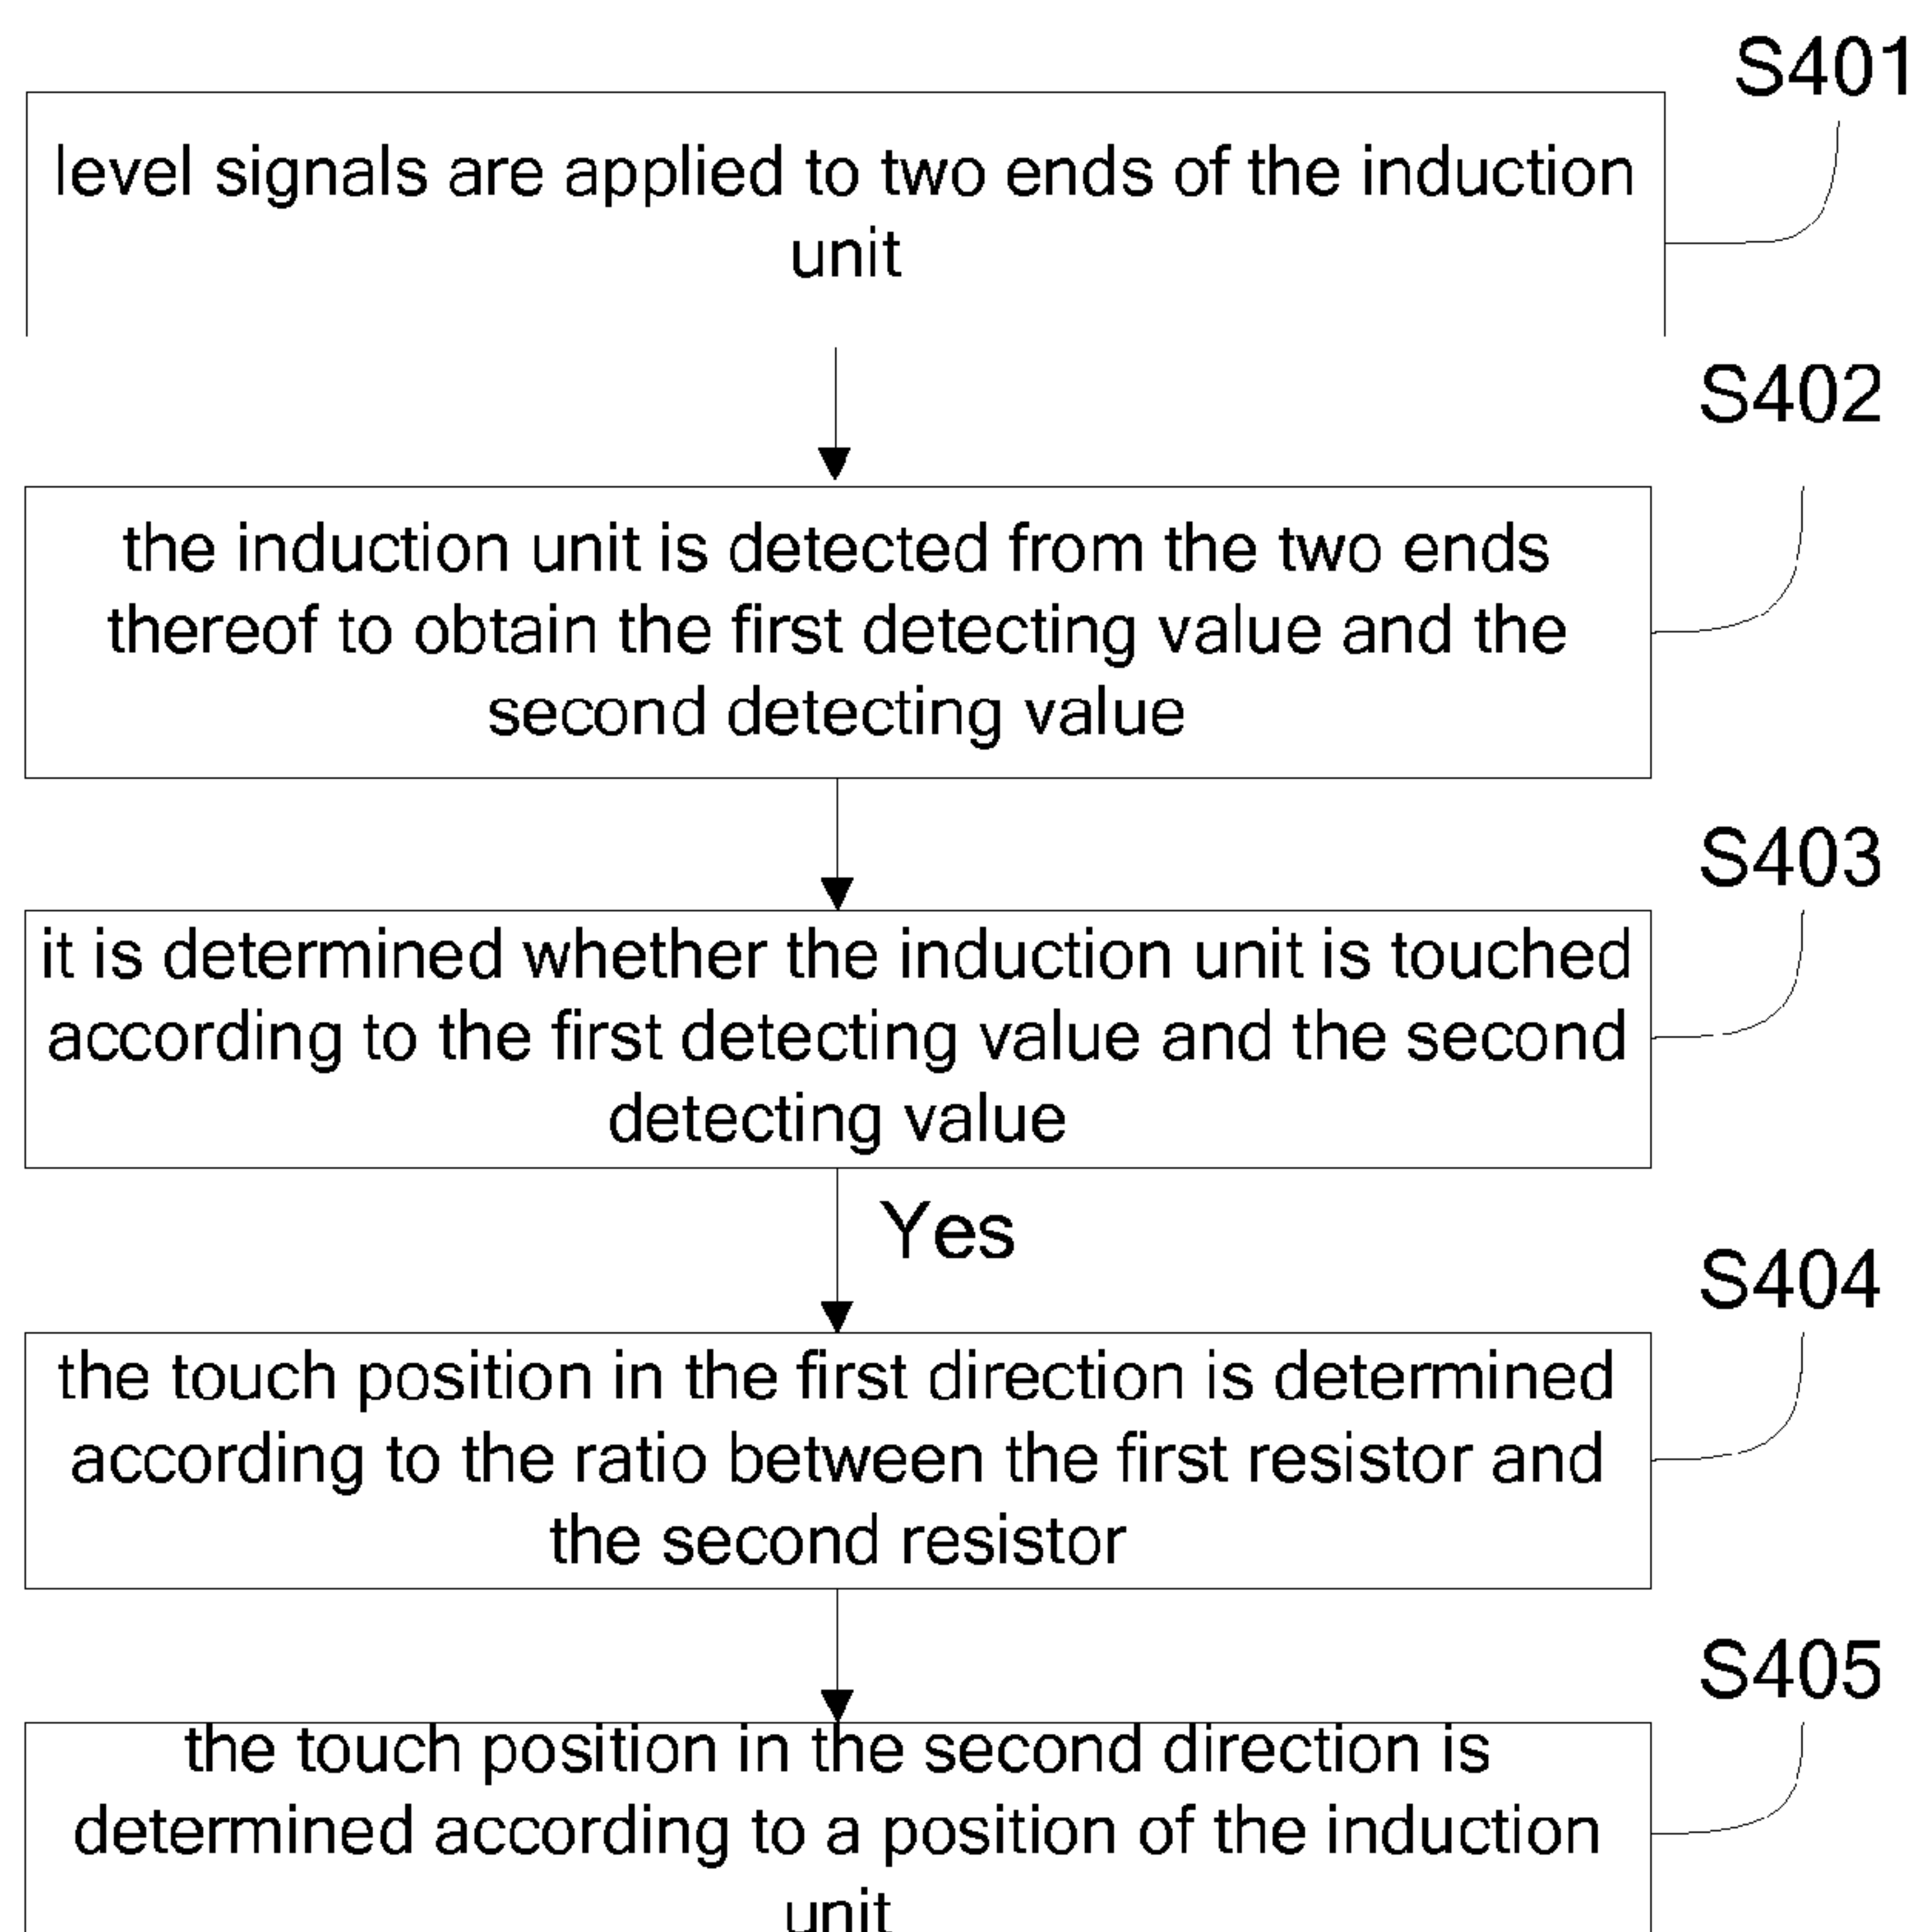 S401
level signals are applied to two ends of the induction
unit
S402
the induction unit is detected from the two ends
thereof to obtain the first detecting value and the
second detecting value
S403
it is determined whether the induction unit is touched
according to the first detecting value and the second
detecting value
Yes
S404
the touch position in the first direction is determined
according to the ratio between the first resistor and
the second resistor
S405
the touch position in the second direction is
determined according to a position of the induction
unit